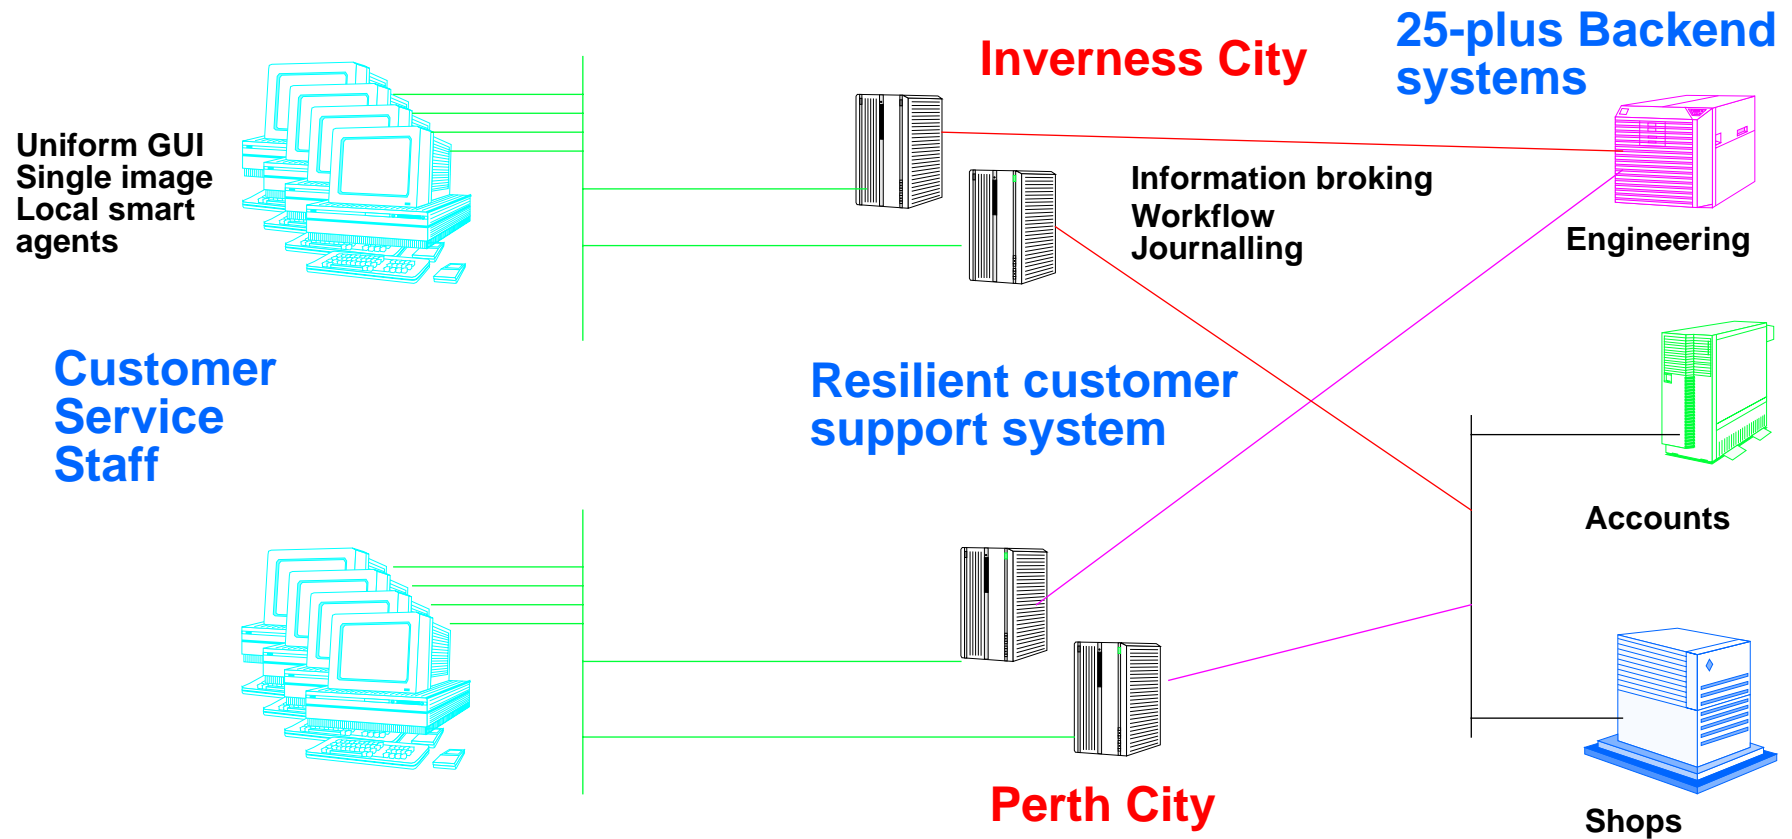 Inverness City
25-plus Backend
systems
Uniform GUI
Single image
Local smart
agents
Information broking
Workflow
Journalling
Engineering
Customer
Service
Staff
Resilient customer
support system
Accounts
Perth City
Shops